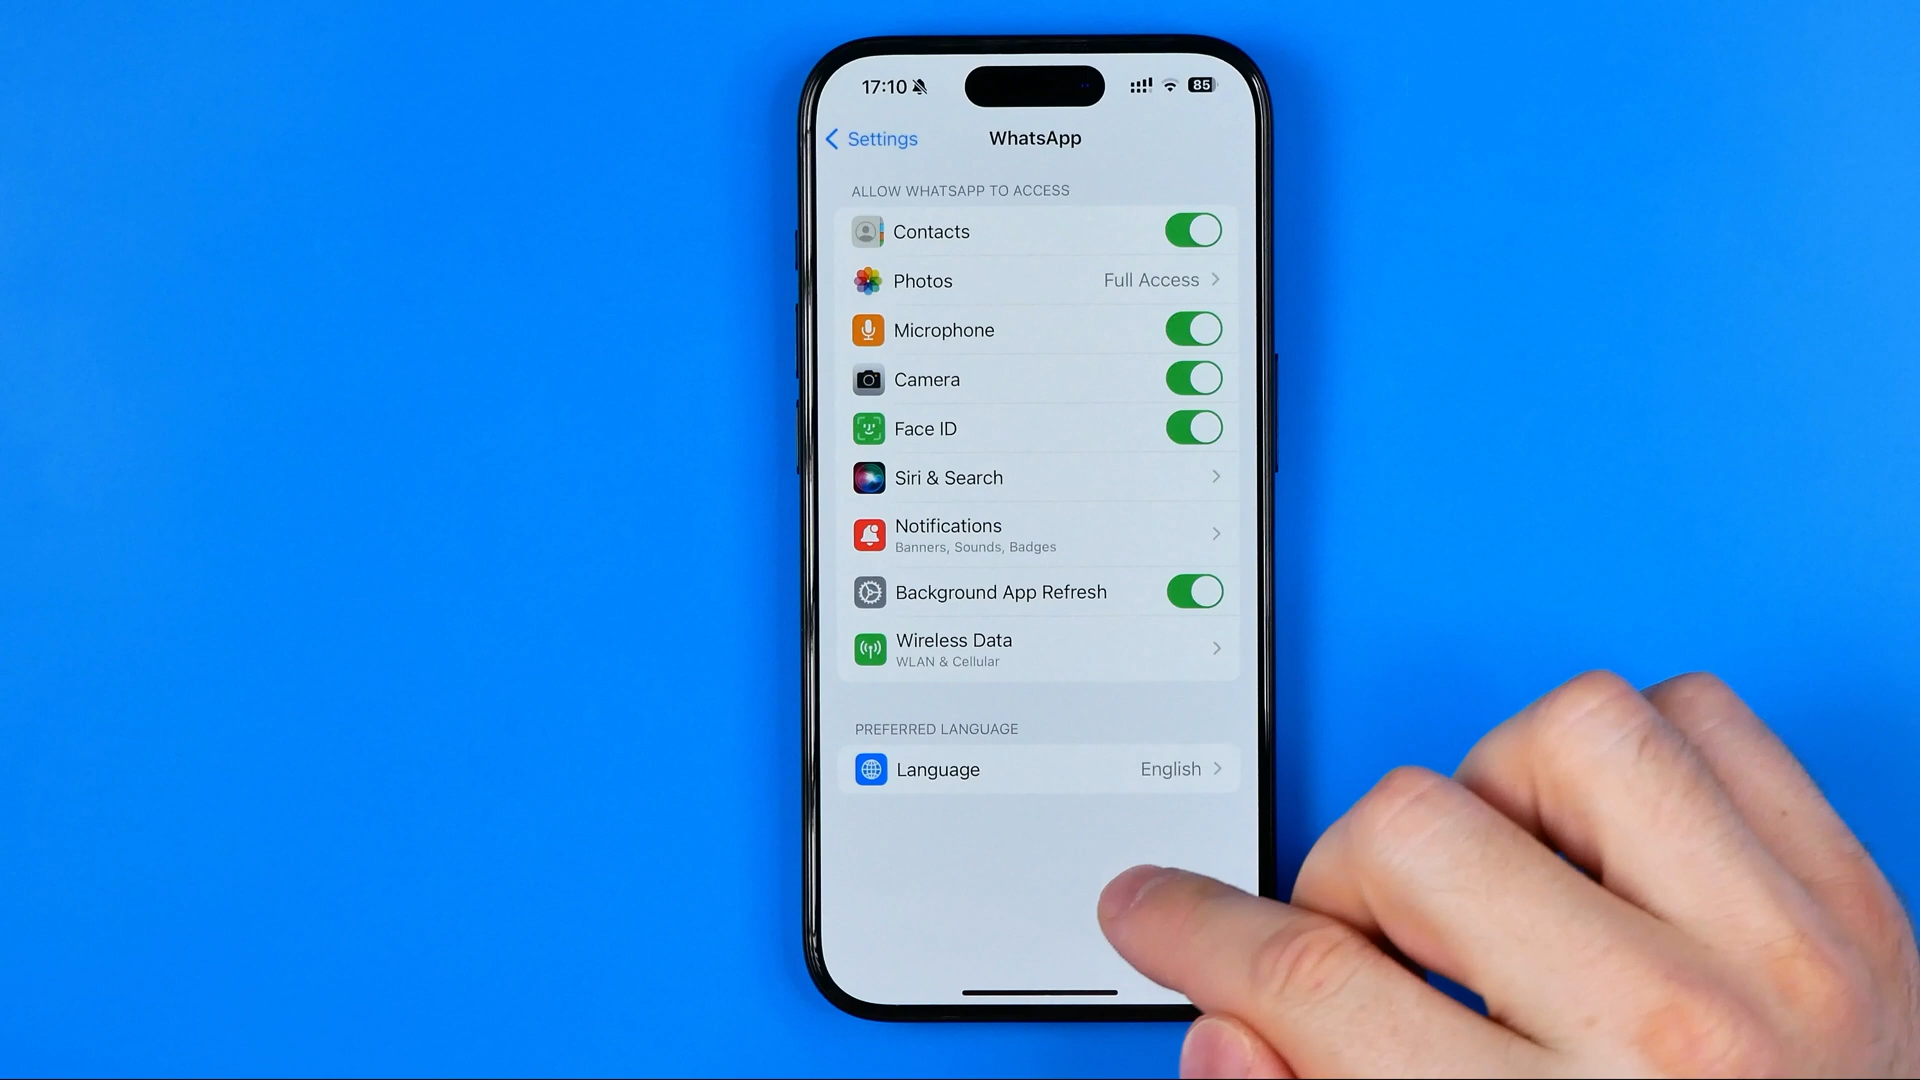 17:10
85
Settings
WhatsApp
ALLOW WHATSAPP TO ACCESS
Contacts
Photos
Full Access
Microphone
Camera
Face ID
Siri & Search
Notifications
Banners, Sounds, Badges
Background App Refresh
Wireless Data
WLAN & Cellular
PREFERRED LANGUAGE
Language
English